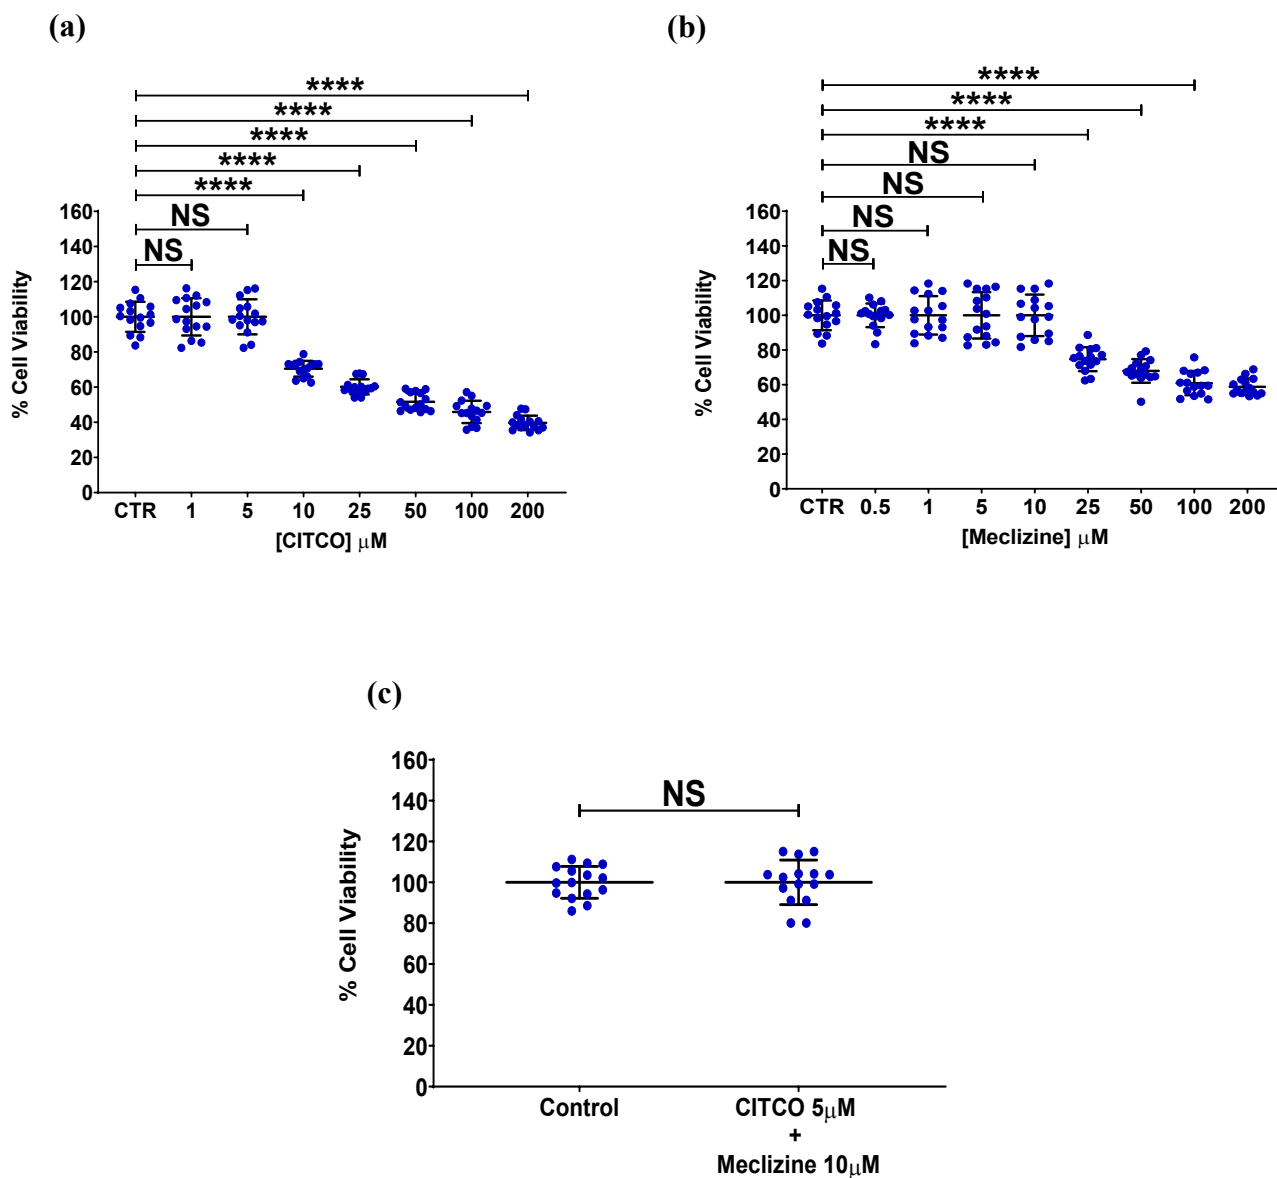 (a)
****
****
****
****
****
NS
NS
160
140
120
100
80
60
40
20
0
% Cell Viability
CTR 1 5 10 25 50 100 200
[CITCO] μM
(b)
****
****
****
NS
NS
NS
NS
160
140
120
100
80
60
40
20
0
% Cell Viability
CTR 0.5 1 5 10 25 50 100 200
[Meclizine] μM
(c)
NS
160
140
120
100
80
60
40
20
0
% Cell Viability
Control
CITCO 5μM
+
Meclizine 10μM